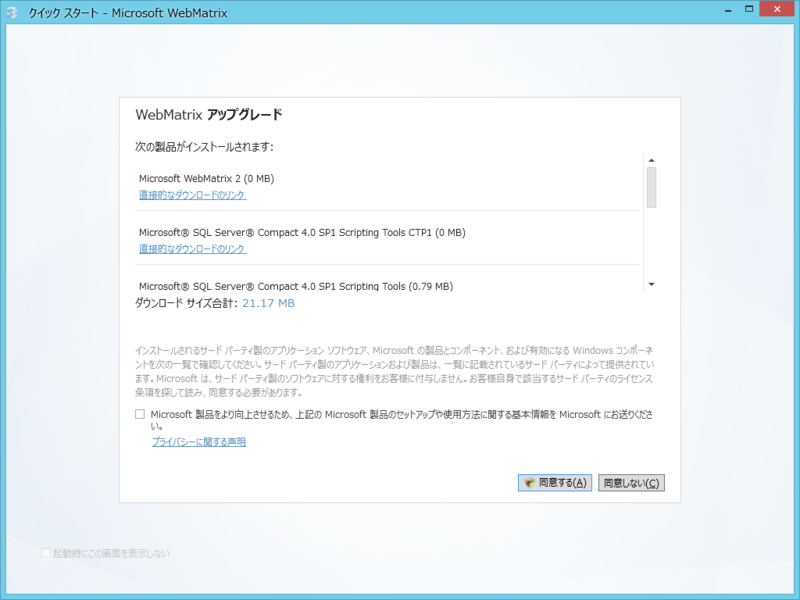 クイック スタート - Microsoft WebMatrix
WebMatrix アップグレード
次の製品がインストールされます:
Microsoft WebMatrix 2 (0 MB)
直接的なダウンロードのリンク
Microsoft® SQL Server® Compact 4.0 SP1 Scripting Tools CTP1 (0 MB)
直接的なダウンロードのリンク
Microsoft® SQL Server® Compact 4.0 SP1 Scripting Tools (0.79 MB)
ダウンロード サイズ合計: 21.17 MB
インストールされるサード パーティ製のアプリケーション ソフトウェア、Microsoft の製品とコンポーネント、および有効になる Windows コンポーネ
ントを次の一覧で確認してください。サード パーティ製のアプリケーションおよび製品は、一覧に記載されているサード パーティによって提供されてい
ます。Microsoft は、サード パーティ製のソフトウェアに対する権利をお客様に付与しません。お客様自身で該当するサード パーティのライセンス
条項を探して読み、同意する必要があります。
Microsoft 製品をより向上させるため、上記の Microsoft 製品のセットアップや使用方法に関する基本情報を Microsoft にお送りくださ
い。
プライバシーに関する声明
同意する(A) 同意しない(C)
起動時にこの画面を表示しない